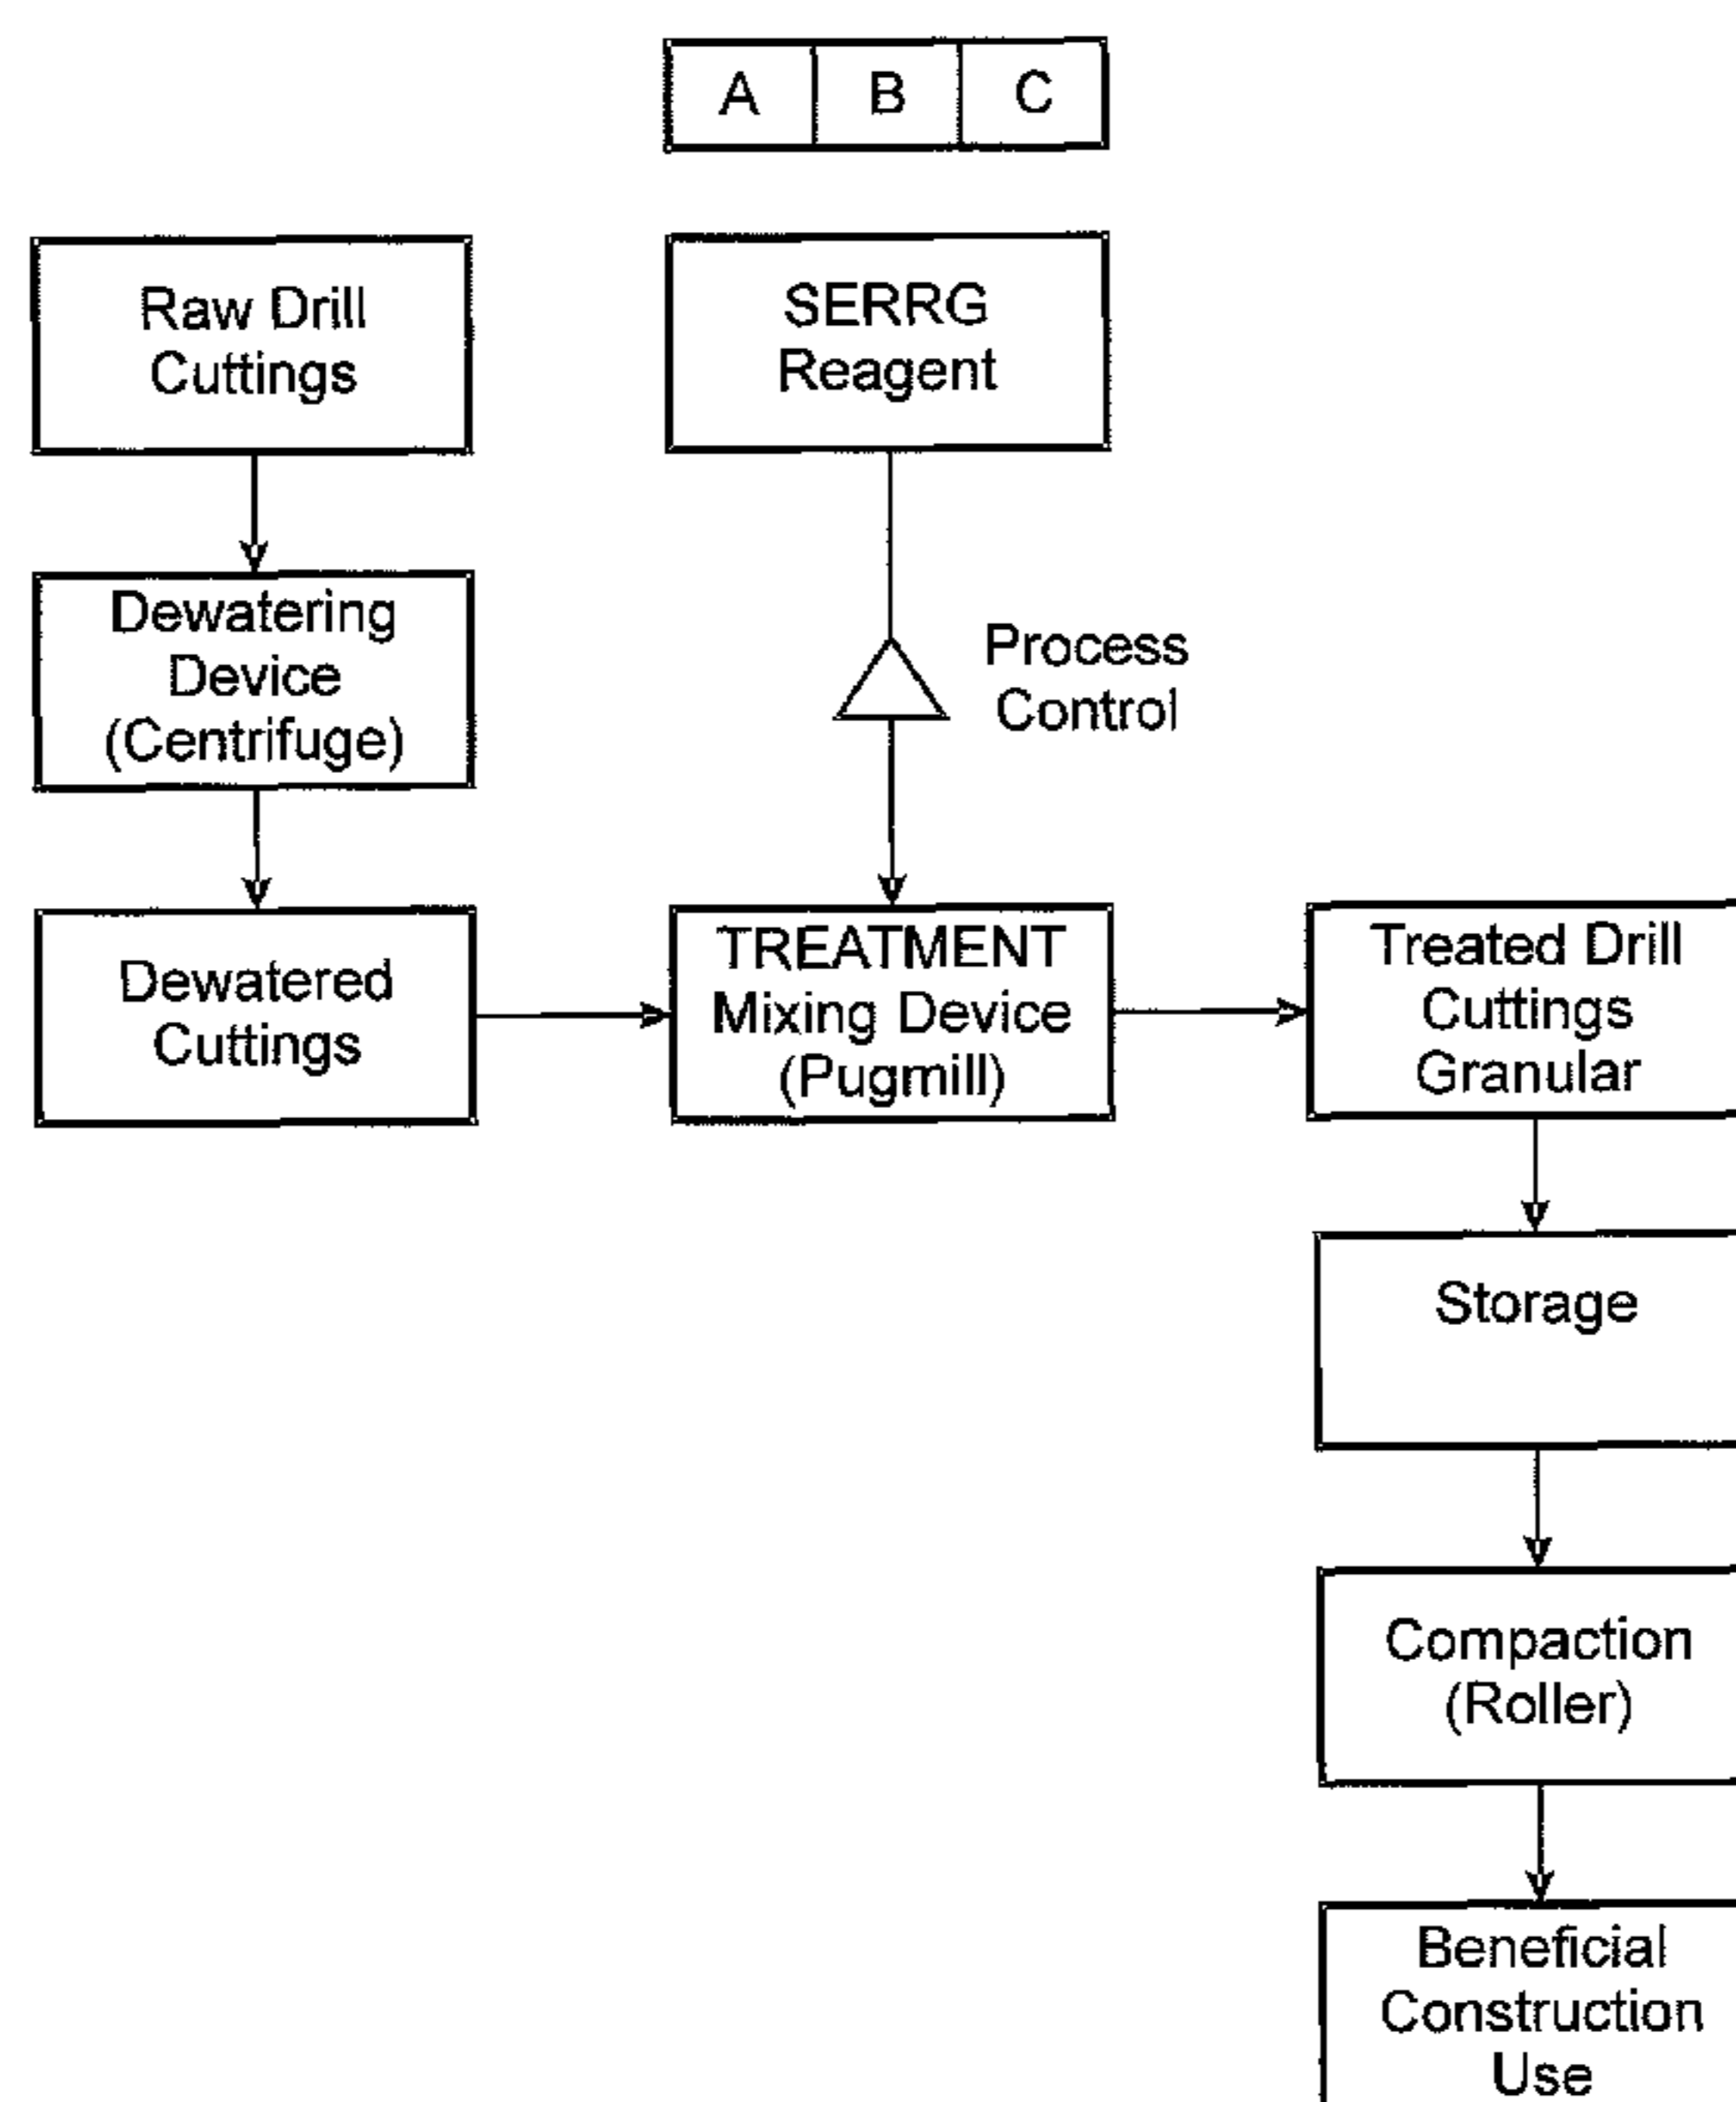 A B C
Raw Drill
Cuttings
SERRG
Reagent
Dewatering
Device
(Centrifuge)
Process
Control
Dewatered
Cuttings
TREATMENT
Mixing Device
(Pugmill)
Treated Drill
Cuttings
Granular
Storage
Compaction
(Roller)
Beneficial
Construction
Use